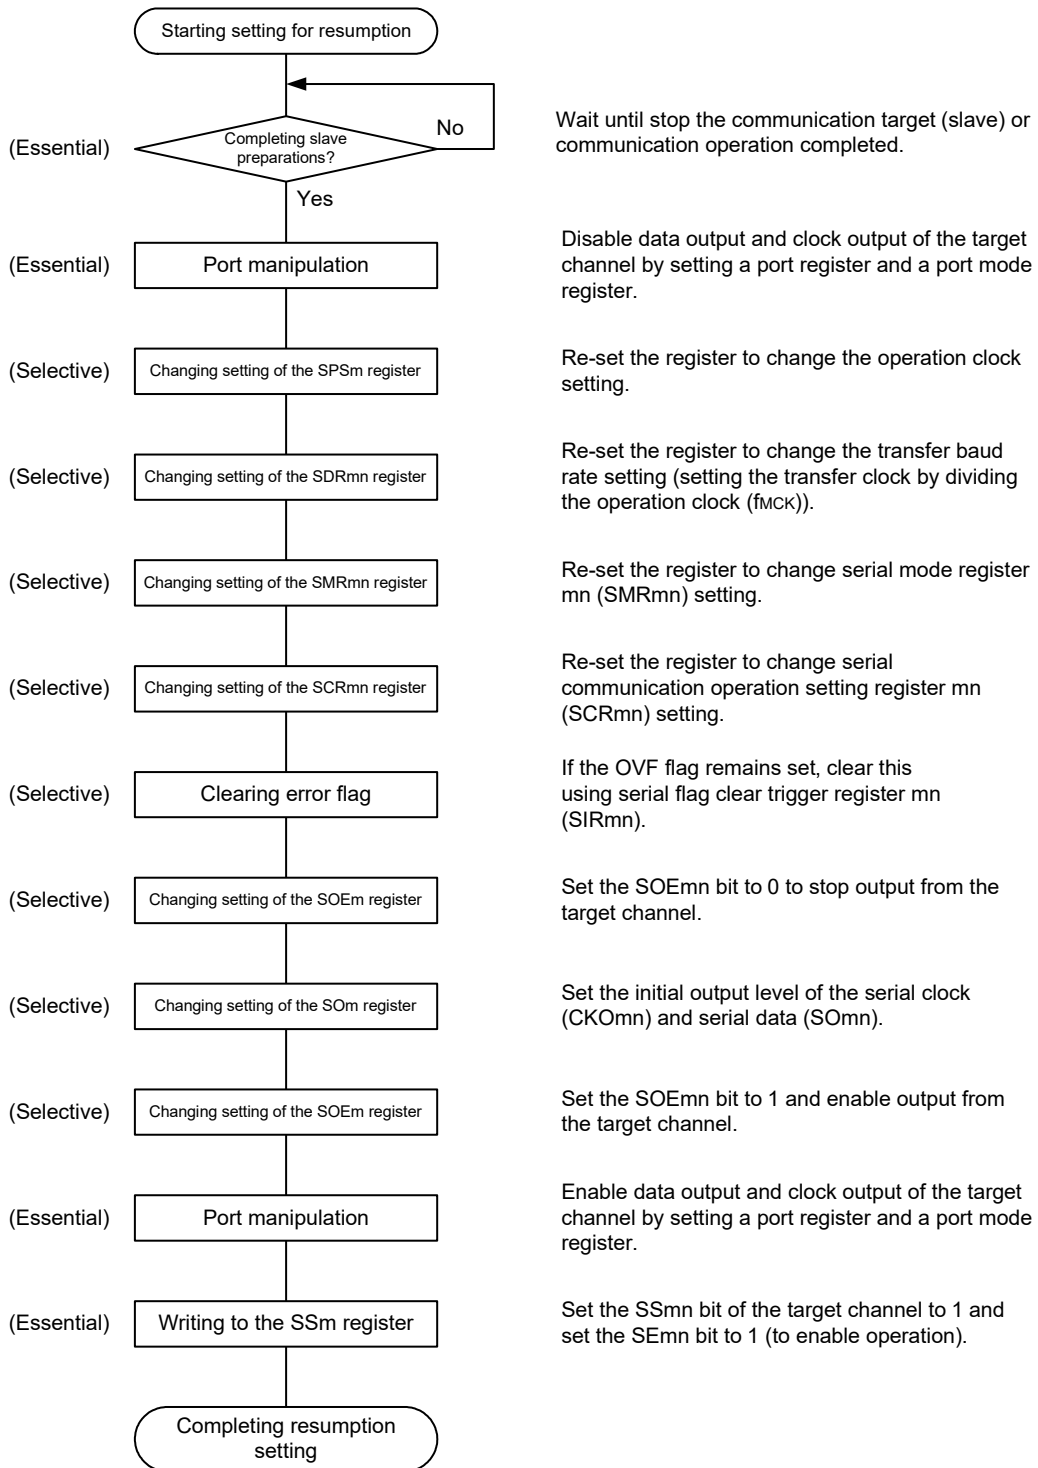 Starting setting for resumption
(Essential)
Completing slave
preparations?
No
Wait until stop the communication target (slave) or
communication operation completed.
Yes
(Essential)
Port manipulation
Disable data output and clock output of the target
channel by setting a port register and a port mode
register.
(Selective)
Changing setting of the SPSm register
Re-set the register to change the operation clock
setting.
(Selective)
Changing setting of the SDRmn register
Re-set the register to change the transfer baud
rate setting (setting the transfer clock by dividing
the operation clock (fMCK)).
(Selective)
Changing setting of the SMRmn register
Re-set the register to change serial mode register
mn (SMRmn) setting.
(Selective)
Changing setting of the SCRmn register
Re-set the register to change serial
communication operation setting register mn
(SCRmn) setting.
(Selective)
Clearing error flag
If the OVF flag remains set, clear this
using serial flag clear trigger register mn
(SIRmn).
(Selective)
Changing setting of the SOEm register
Set the SOEmn bit to 0 to stop output from the
target channel.
(Selective)
Changing setting of the SOm register
Set the initial output level of the serial clock
(CKOmn) and serial data (SOmn).
(Selective)
Changing setting of the SOEm register
Set the SOEmn bit to 1 and enable output from
the target channel.
(Essential)
Port manipulation
Enable data output and clock output of the target
channel by setting a port register and a port mode
register.
(Essential)
Writing to the SSm register
Set the SSmn bit of the target channel to 1 and
set the SEmn bit to 1 (to enable operation).
Completing resumption
setting